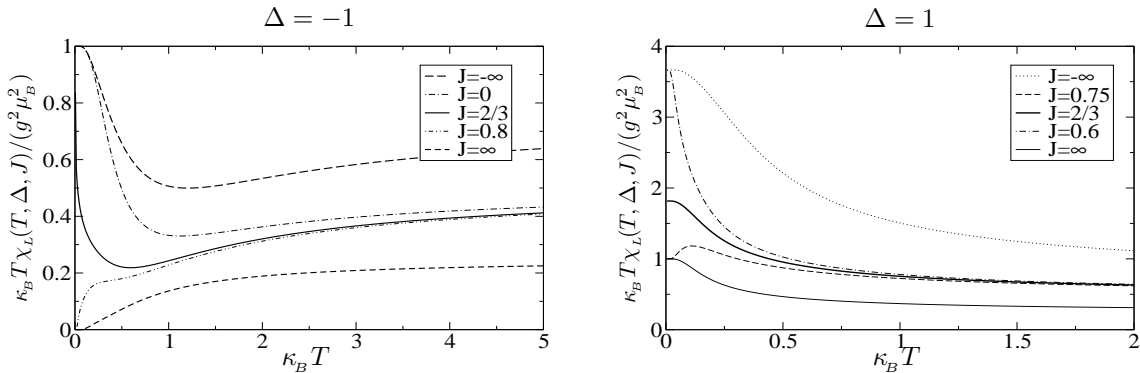 Δ = −1
κ_B T χ_L(T, Δ, J)/(g²μ_B²)
1
0.8
0.6
0.4
0.2
0
J=-∞
J=0
J=2/3
J=0.8
J=∞
0 1 2 3 4 5
κ_B T
Δ = 1
κ_B T χ_L(T, Δ, J)/(g²μ_B²)
4
3
2
1
0
J=-∞
J=0.75
J=2/3
J=0.6
J=∞
0 0.5 1 1.5 2
κ_B T